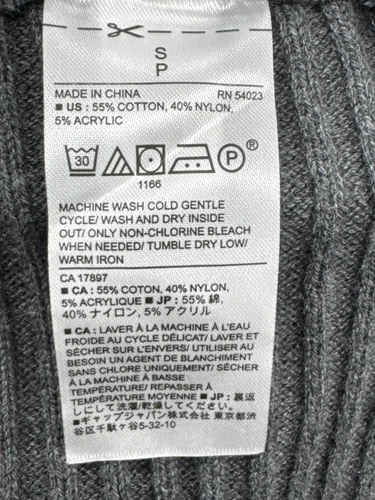 S
P
MADE IN CHINA RN 54023
■ US : 55% COTTON, 40% NYLON,
5% ACRYLIC
30 P ®
1166
MACHINE WASH COLD GENTLE
CYCLE/ WASH AND DRY INSIDE
OUT/ ONLY NON-CHLORINE BLEACH
WHEN NEEDED/ TUMBLE DRY LOW/
WARM IRON
CA 17897
■ CA : 55% COTON, 40% NYLON,
5% ACRYLIQUE ■ JP : 55% 綿,
40% ナイロン, 5% アクリル
■ CA : LAVER À LA MACHINE À L'EAU
FROIDE AU CYCLE DÉLICAT/ LAVER ET
SÉCHER SUR L'ENVERS/ UTILISER AU
BESOIN UN AGENT DE BLANCHIMENT
SANS CHLORE UNIQUEMENT/ SÉCHER
À LA MACHINE À BASSE
TEMPÉRATURE/ REPASSER À
TEMPÉRATURE MOYENNE ■ JP : 裏返
しにして洗濯/乾燥してください。
■ギャップジャパン株式会社 東京都渋
谷区千駄ヶ谷5-32-10